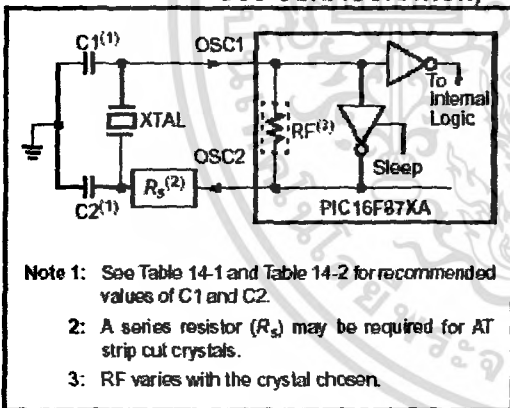 C1(1)
OSC1
To
Internal
Logic
XTAL
RF(3)
OSC2
Sleep
Rs(2)
C2(1)
PIC16F87XA
Note 1: See Table 14-1 and Table 14-2 for recommended
values of C1 and C2.
2: A series resistor (Rs) may be required for AT
strip cut crystals.
3: RF varies with the crystal chosen.